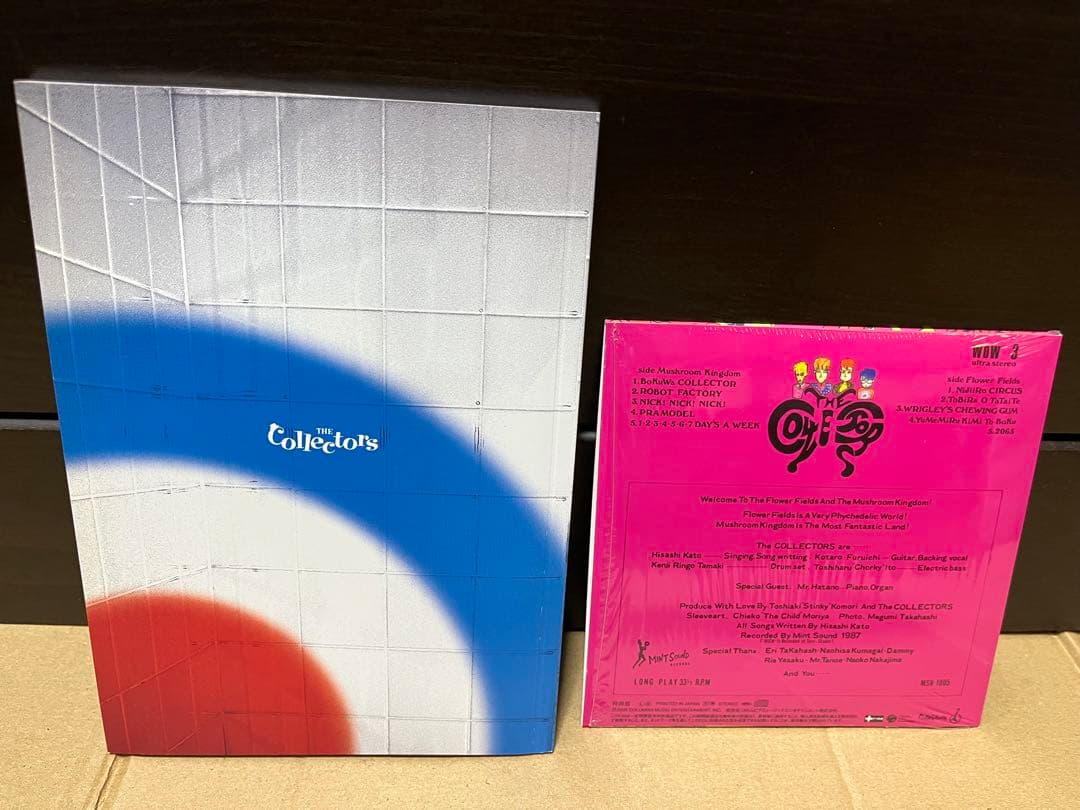 THE
Collectors
WOW 3
ultra stereo
side Mushroom Kingdom
1. BoKuWa COLLECTOR
2. ROBOT FACTORY
3. NICK! NICK! NICK!
4. PRAMODEL
5. 1-2-3-4-5-6-7 DAY'S A WEEK
THE
side Flower Fields
1. NiJiiRo CIRCUS
2. ToBiRa O TaTaiTe
3. WRIGLEY'S CHEWING GUM
4. YuMeMiRu KiMi To BoKu
5. 2065
Welcome To The Flower Fields And The Mushroom Kingdom!
Flower Fields Is A Very Phychedelic World!
Mushroom Kingdom Is The Most Fantastic Land!
The COLLECTORS are ......
Hisashi Kato —— Singing, Song writting. Kotaro Furuichi — Guitar, Backing vocal
Kenji Ringo Tamaki —— Drum set. Toshiharu Chorky 'Ito —— Electric bass
Special Guest. Mr. Hatano - Piano, Organ
Produce With Love By Toshiaki 'Stinky' Komori And The COLLECTORS
Sleeveart. Chieko 'The Child' Moriya Photo. Megumi Takahashi
All Songs Written By Hisashi Kato
Recorded By Mint Sound 1987
Special Thanx. Eri TaKahash · Naohisa Kumagai · Dammy
Ria Yasaku · Mr. Tanoe · Naoko Nakajima
And You ......
MINT SOUND
RECORDS
LONG PLAY 33⅓ R.P.M
MSR 1005